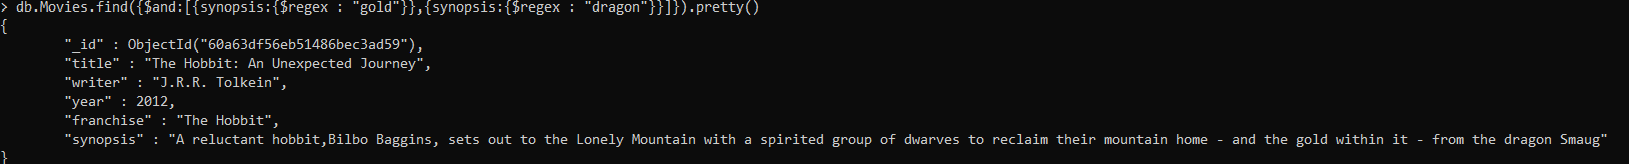 > db.Movies.find({$and:[{synopsis:{$regex : "gold"}},{synopsis:{$regex : "dragon"}}]}).pretty()
{
        "_id" : ObjectId("60a63df56eb51486bec3ad59"),
        "title" : "The Hobbit: An Unexpected Journey",
        "writer" : "J.R.R. Tolkein",
        "year" : 2012,
        "franchise" : "The Hobbit",
        "synopsis" : "A reluctant hobbit,Bilbo Baggins, sets out to the Lonely Mountain with a spirited group of dwarves to reclaim their mountain home - and the gold within it - from the dragon Smaug"
}